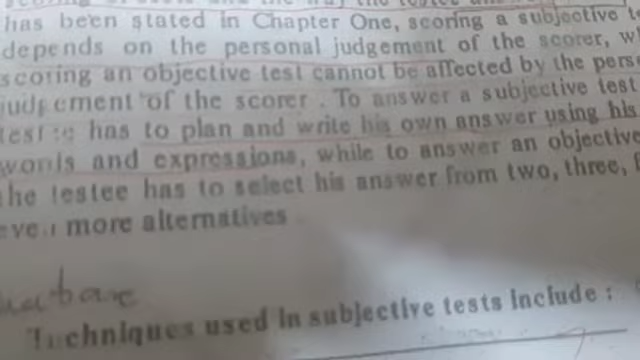 has been stated in Chapter One, scoring a subjective
depends on the personal judgement of the scorer,
scoring an objective test cannot be affected by the
judgement of the scorer. To answer a subjective test
has to plan and write his own answer using his
words and expressions, while to answer an objective
the testee has to select his answer from two, three,
even more alternatives
Techniques used in subjective tests include :